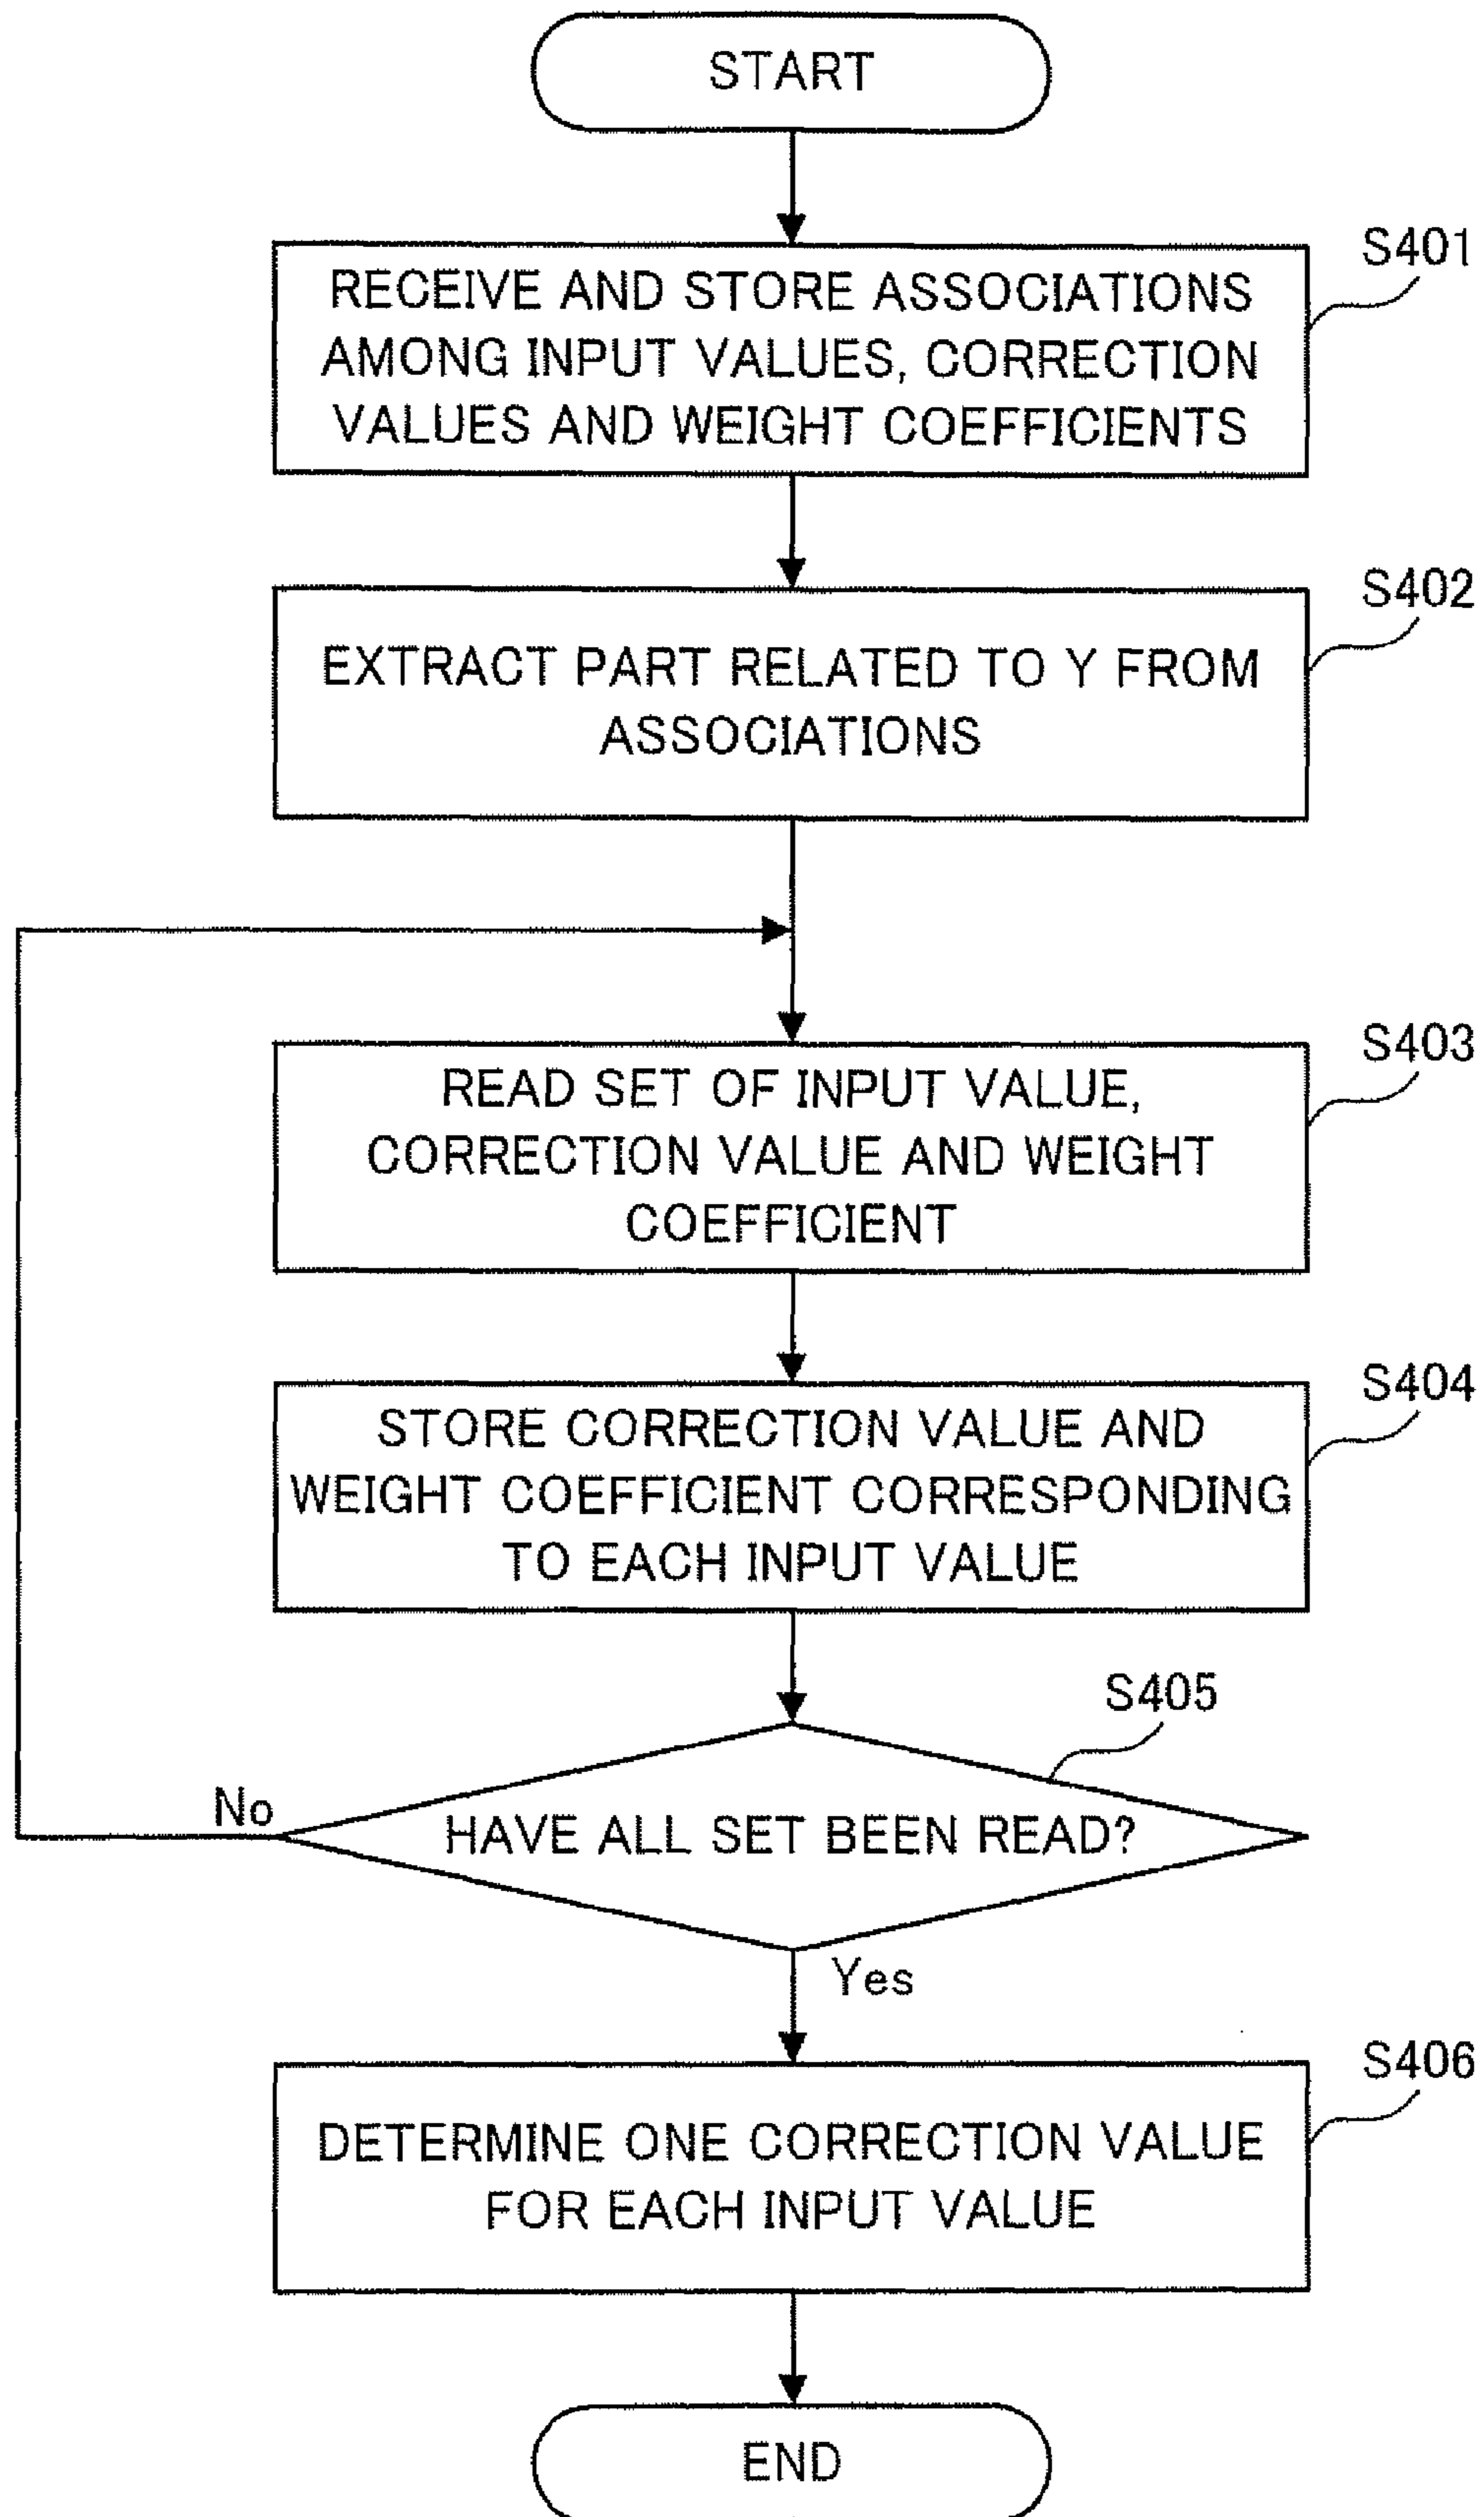 START
S401
RECEIVE AND STORE ASSOCIATIONS
AMONG INPUT VALUES, CORRECTION
VALUES AND WEIGHT COEFFICIENTS
S402
EXTRACT PART RELATED TO Y FROM
ASSOCIATIONS
S403
READ SET OF INPUT VALUE,
CORRECTION VALUE AND WEIGHT
COEFFICIENT
S404
STORE CORRECTION VALUE AND
WEIGHT COEFFICIENT CORRESPONDING
TO EACH INPUT VALUE
S405
No
HAVE ALL SET BEEN READ?
Yes
S406
DETERMINE ONE CORRECTION VALUE
FOR EACH INPUT VALUE
END